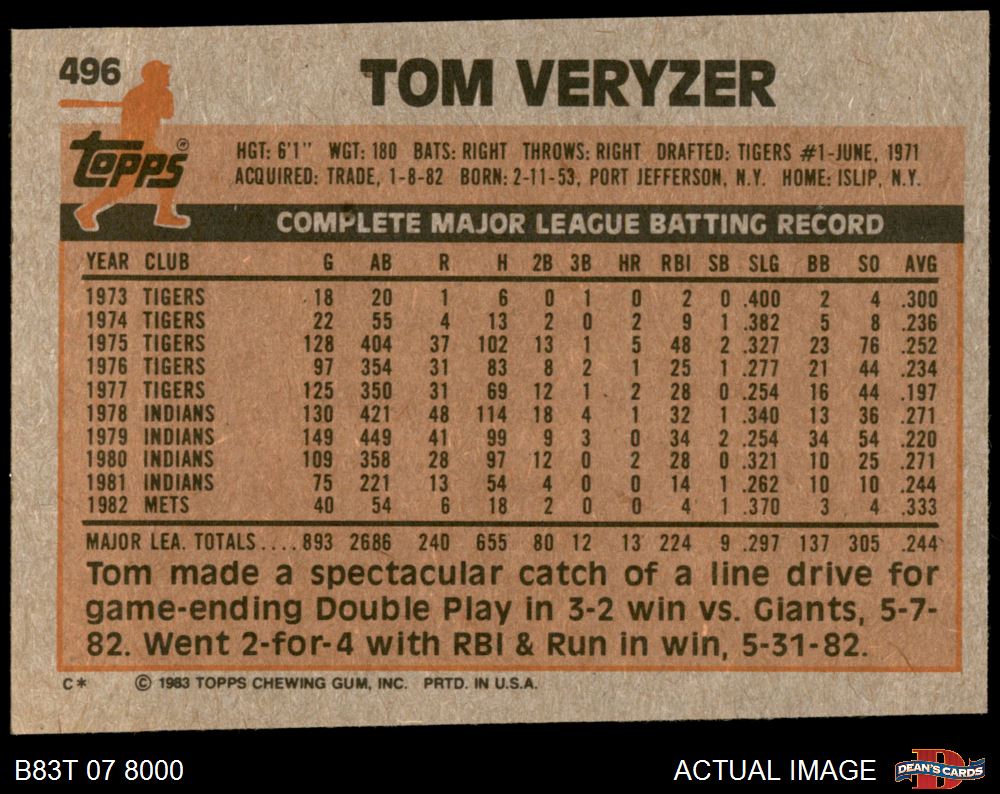 496
TOM VERYZER
Topps®
HGT: 6'1" WGT: 180 BATS: RIGHT THROWS: RIGHT DRAFTED: TIGERS #1-JUNE, 1971
ACQUIRED: TRADE, 1-8-82 BORN: 2-11-53, PORT JEFFERSON, N.Y. HOME: ISLIP, N.Y.
COMPLETE MAJOR LEAGUE BATTING RECORD
YEAR CLUB G AB R H 2B 3B HR RBI SB SLG BB SO AVG
1973 TIGERS 18 20 1 6 0 1 0 2 0 .400 2 4 .300
1974 TIGERS 22 55 4 13 2 0 2 9 1 .382 5 8 .236
1975 TIGERS 128 404 37 102 13 1 5 48 2 .327 23 76 .252
1976 TIGERS 97 354 31 83 8 2 1 25 1 .277 21 44 .234
1977 TIGERS 125 350 31 69 12 1 2 28 0 .254 16 44 .197
1978 INDIANS 130 421 48 114 18 4 1 32 1 .340 13 36 .271
1979 INDIANS 149 449 41 99 9 3 0 34 2 .254 34 54 .220
1980 INDIANS 109 358 28 97 12 0 2 28 0 .321 10 25 .271
1981 INDIANS 75 221 13 54 4 0 0 14 1 .262 10 10 .244
1982 METS 40 54 6 18 2 0 0 4 1 .370 3 4 .333
MAJOR LEA. TOTALS....893 2686 240 655 80 12 13 224 9 .297 137 305 .244
Tom made a spectacular catch of a line drive for
game-ending Double Play in 3-2 win vs. Giants, 5-7-
82. Went 2-for-4 with RBI & Run in win, 5-31-82.
C* © 1983 TOPPS CHEWING GUM, INC. PRTD. IN U.S.A.
B83T 07 8000
ACTUAL IMAGE
D
DEAN'S CARDS